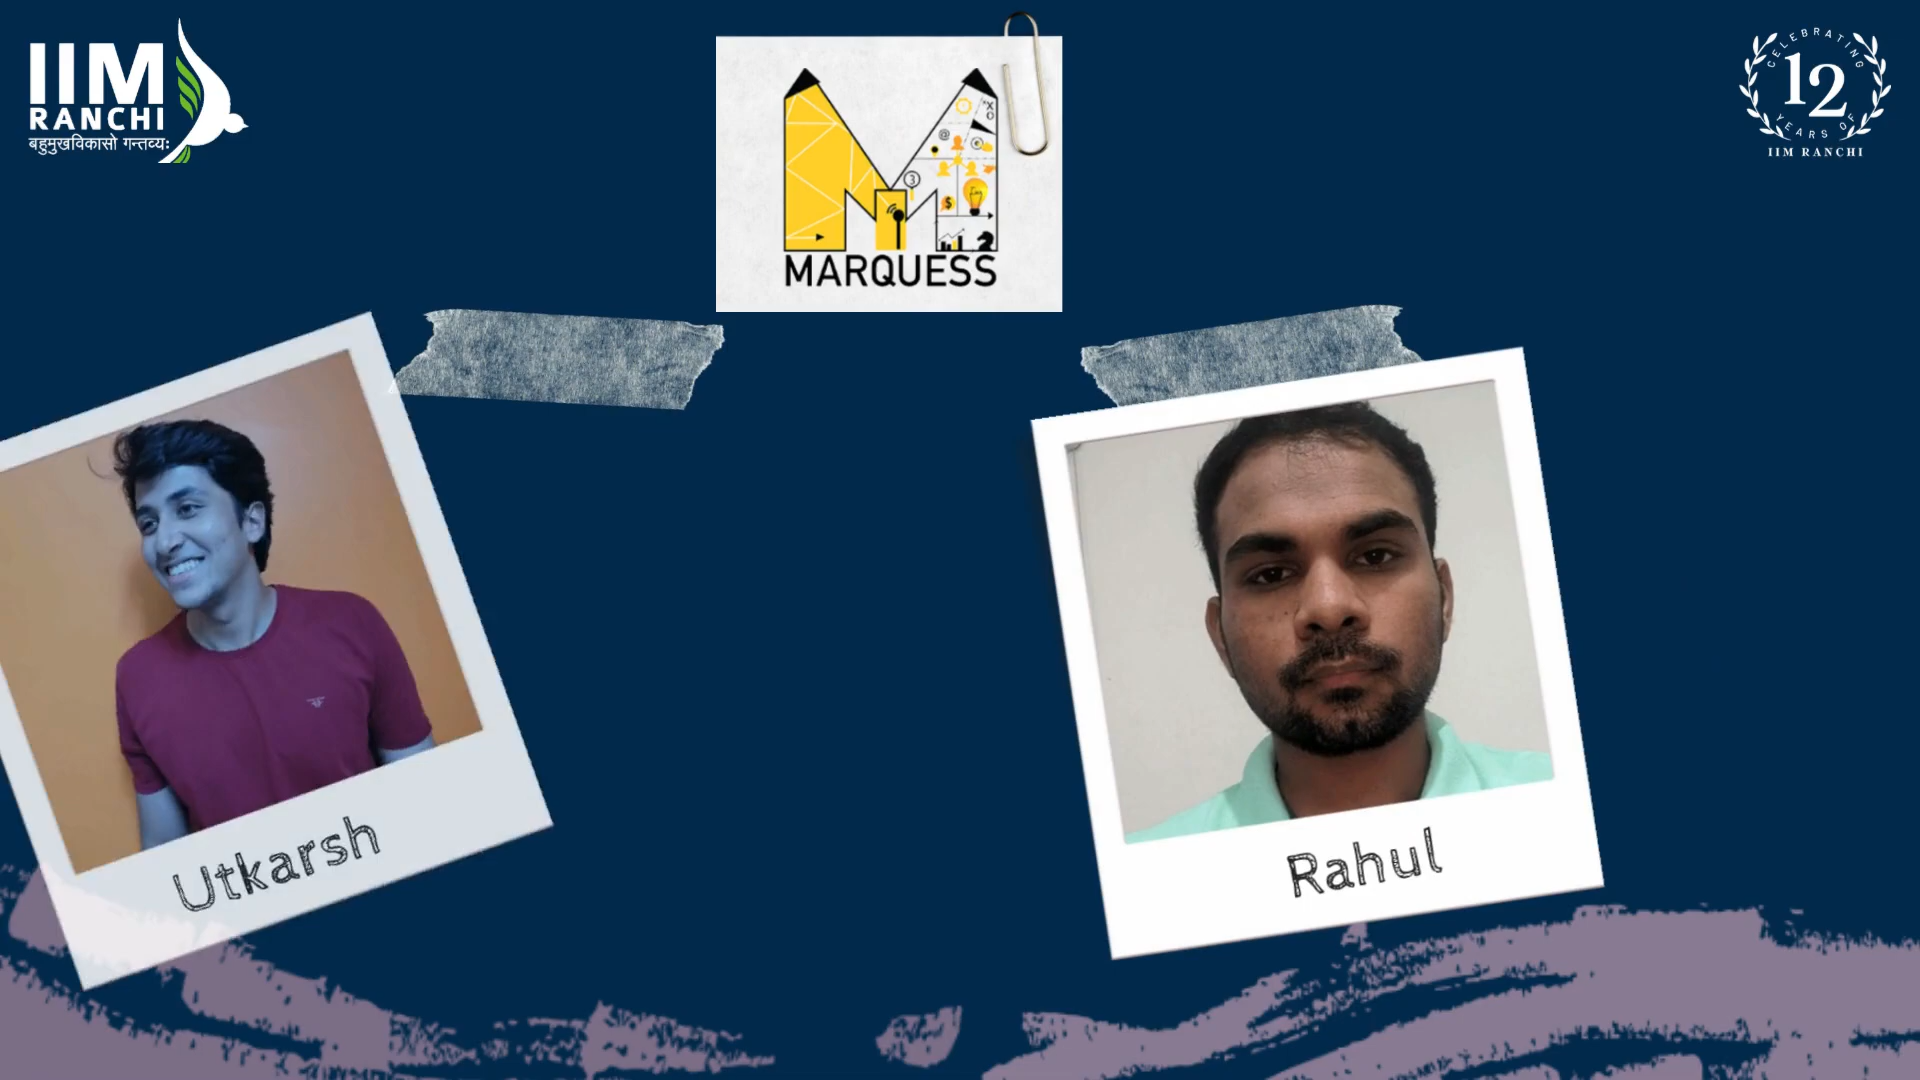 IIM
RANCHI
बहुमुखविकासो गन्तव्यः
MARQUESS
CELEBRATING
12
YEARS OF
IIM RANCHI
Utkarsh
Rahul